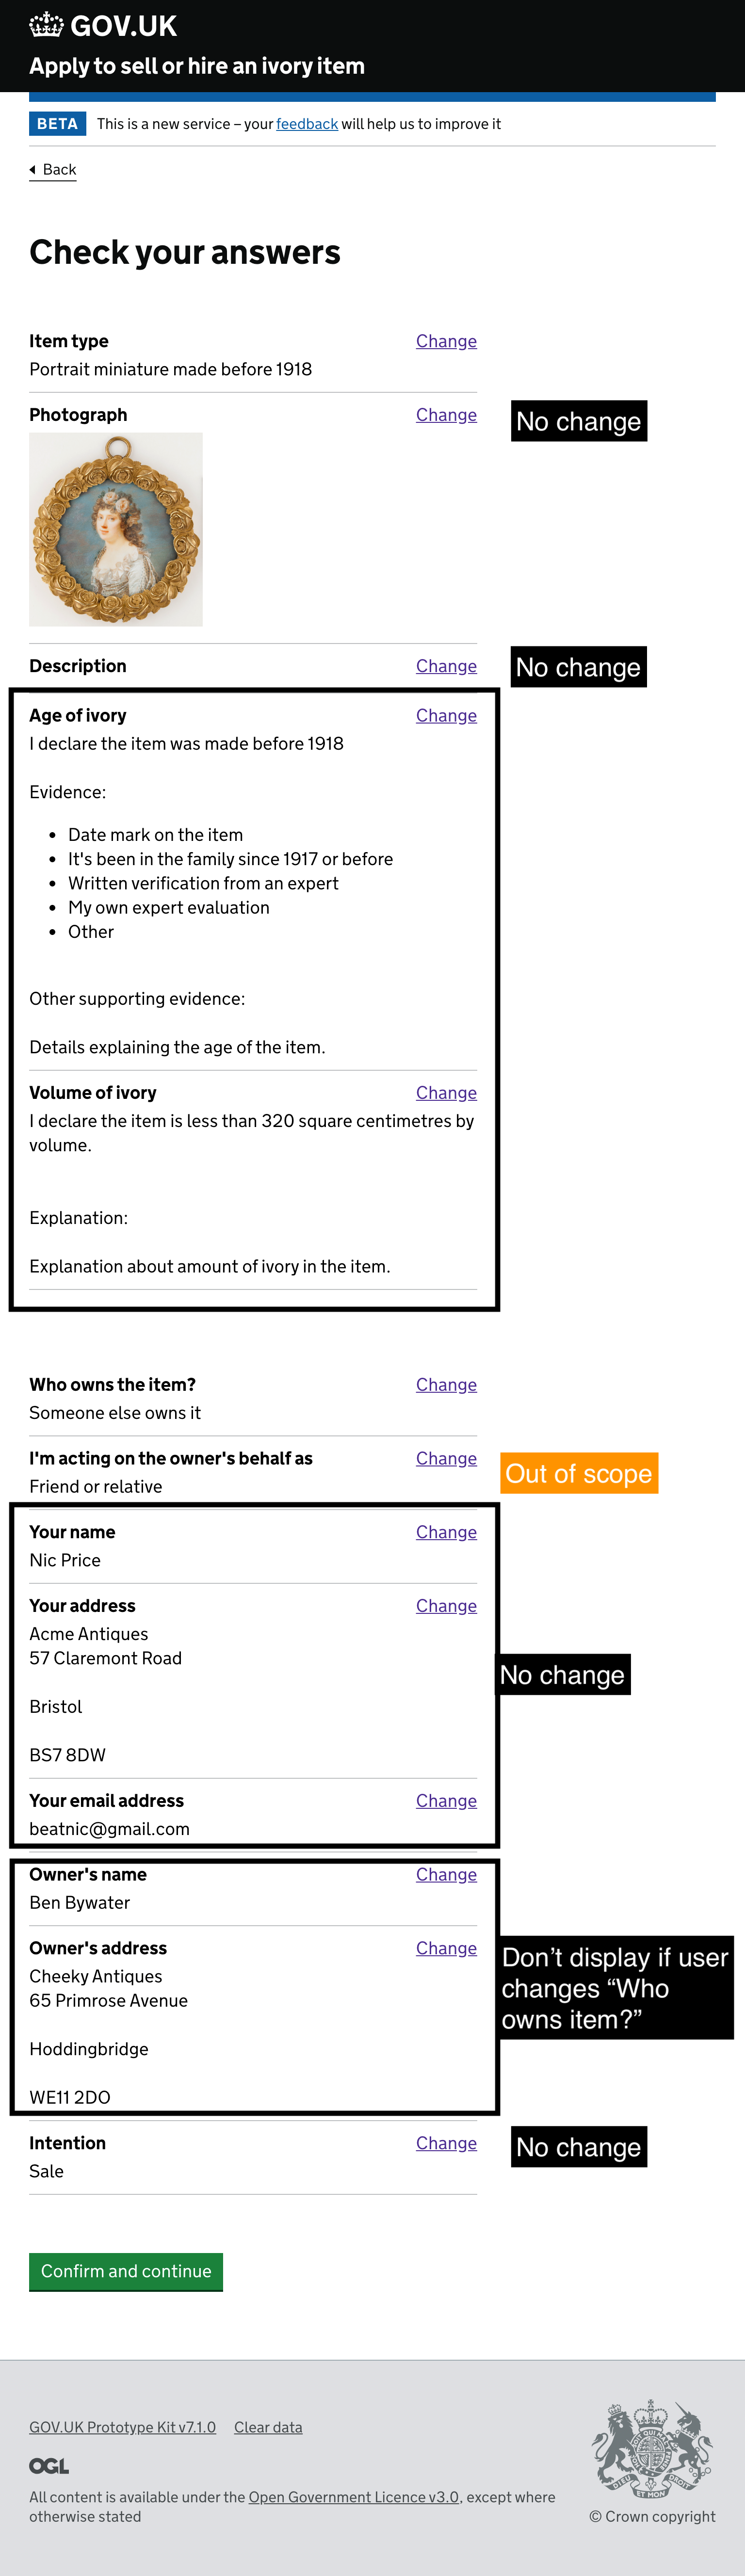 GOV.UK
Apply to sell or hire an ivory item
BETA This is a new service – your feedback will help us to improve it
Back
Check your answers
Item type Change
Portrait miniature made before 1918
Photograph Change
No change
Description Change
No change
Age of ivory Change
I declare the item was made before 1918
Evidence:
• Date mark on the item
• It's been in the family since 1917 or before
• Written verification from an expert
• My own expert evaluation
• Other
Other supporting evidence:
Details explaining the age of the item.
Volume of ivory Change
I declare the item is less than 320 square centimetres by
volume.
Explanation:
Explanation about amount of ivory in the item.
Who owns the item? Change
Someone else owns it
I'm acting on the owner's behalf as Change
Out of scope
Friend or relative
Your name Change
Nic Price
Your address Change
Acme Antiques
57 Claremont Road
No change
Bristol
BS7 8DW
Your email address Change
beatnic@gmail.com
Owner's name Change
Ben Bywater
Owner's address Change
Don't display if user
changes “Who
owns item?”
Cheeky Antiques
65 Primrose Avenue
Hoddingbridge
WE11 2DO
Intention Change
No change
Sale
Confirm and continue
GOV.UK Prototype Kit v7.1.0 Clear data
OGL
All content is available under the Open Government Licence v3.0, except where
otherwise stated
© Crown copyright